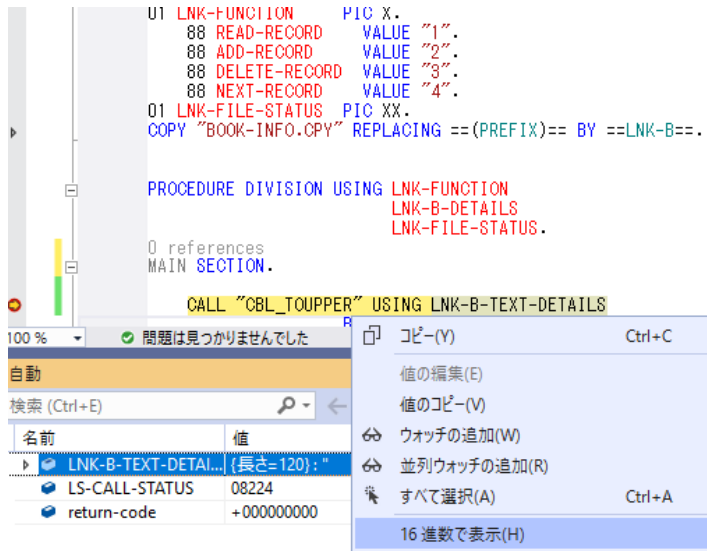 01 LNK-FUNCTION PIC X.
88 READ-RECORD VALUE "1".
88 ADD-RECORD VALUE "2".
88 DELETE-RECORD VALUE "3".
88 NEXT-RECORD VALUE "4".
01 LNK-FILE-STATUS PIC XX.
COPY "BOOK-INFO.CPY" REPLACING ==(PREFIX)== BY ==LNK-B==.
PROCEDURE DIVISION USING LNK-FUNCTION
LNK-B-DETAILS
LNK-FILE-STATUS.
0 references
MAIN SECTION.
CALL "CBL_TOUPPER" USING LNK-B-TEXT-DETAILS
100 % 問題は見つかりませんでした
自動
検索 (Ctrl+E)
名前 値
LNK-B-TEXT-DETAI... {長さ=120} : "
LS-CALL-STATUS 08224
return-code +000000000
コピー(Y) Ctrl+C
値の編集(E)
値のコピー(V)
ウォッチの追加(W)
並列ウォッチの追加(R)
すべて選択(A) Ctrl+A
16 進数で表示(H)